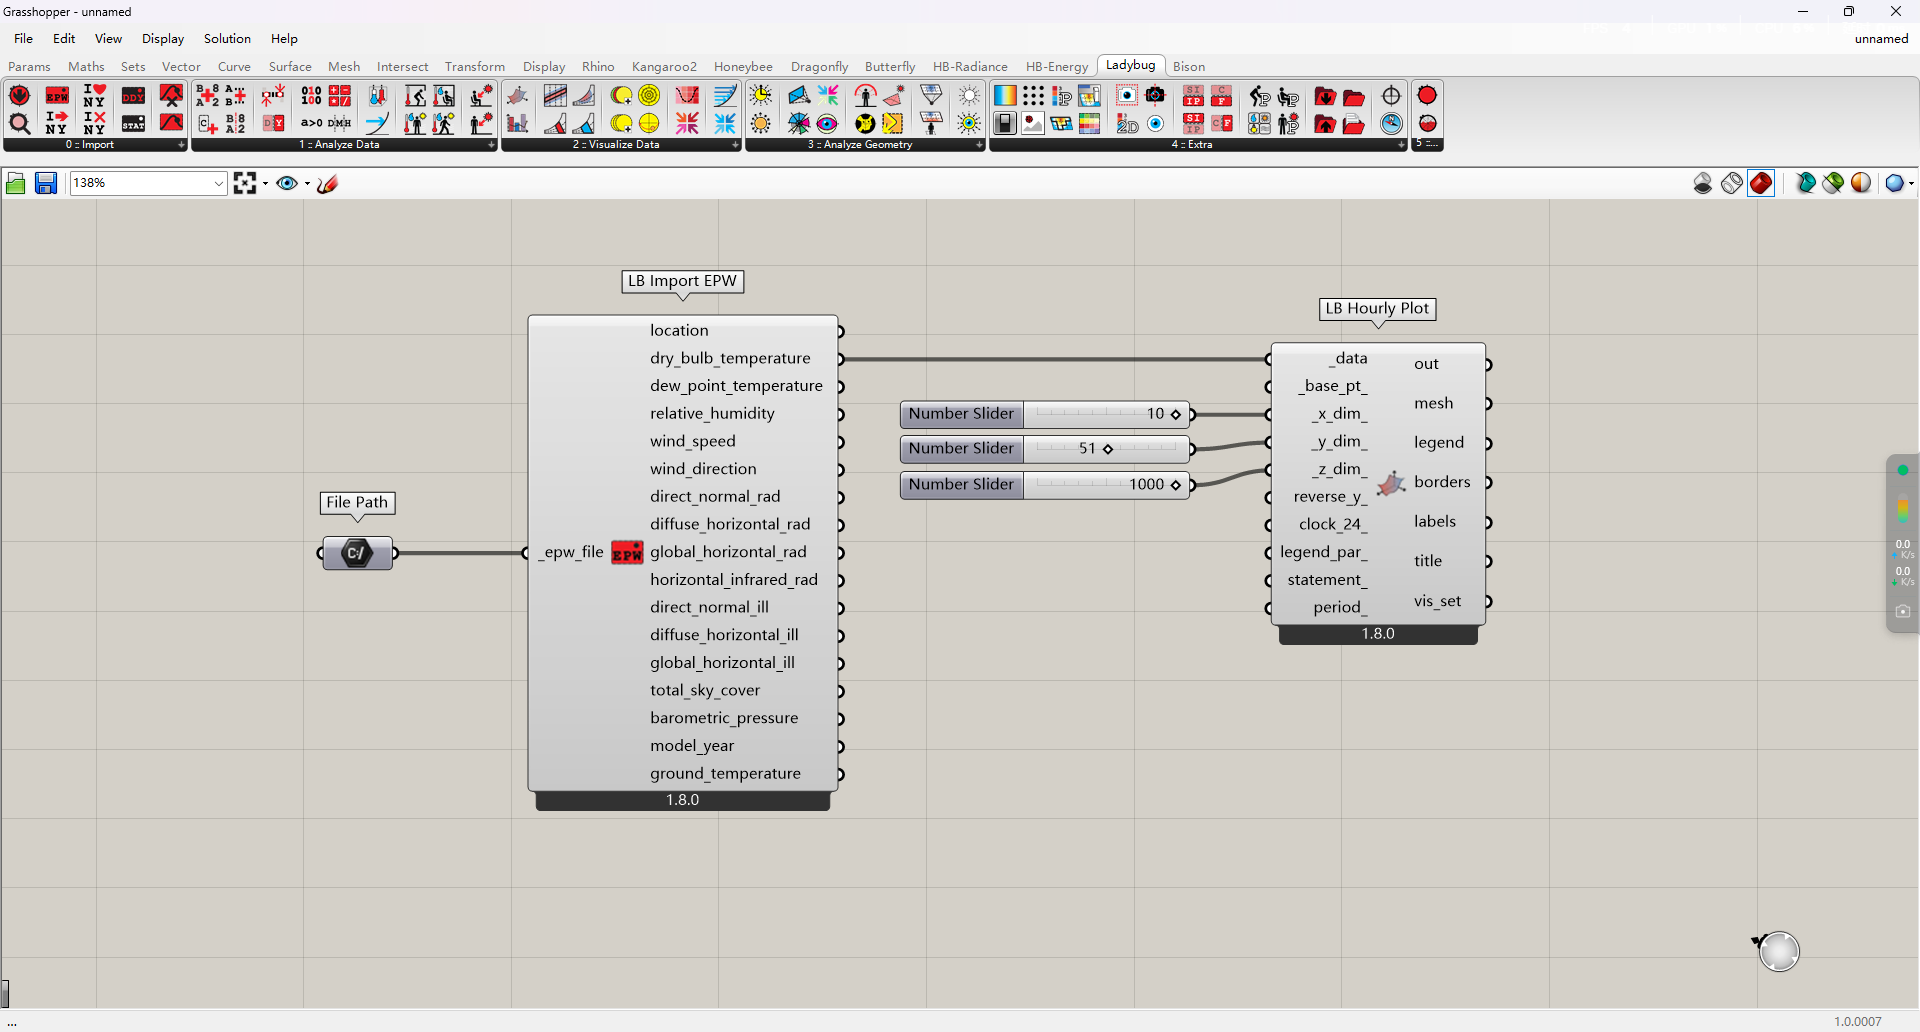 Grasshopper - unnamed
File Edit View Display Solution Help
unnamed
Params Maths Sets Vector Curve Surface Mesh Intersect Transform Display Rhino Kangaroo2 Honeybee Dragonfly Butterfly HB-Radiance HB-Energy Ladybug Bison
0 :: Import
1 :: Analyze Data
2 :: Visualize Data
3 :: Analyze Geometry
4 :: Extra
5 ::...
138%
LB Import EPW
location
dry_bulb_temperature
dew_point_temperature
relative_humidity
wind_speed
wind_direction
direct_normal_rad
diffuse_horizontal_rad
_epw_file EPW global_horizontal_rad
horizontal_infrared_rad
direct_normal_ill
diffuse_horizontal_ill
global_horizontal_ill
total_sky_cover
barometric_pressure
model_year
ground_temperature
1.8.0
File Path
C:/
Number Slider 10
Number Slider 51
Number Slider 1000
LB Hourly Plot
_data
_base_pt_
_x_dim_
_y_dim_
_z_dim_
reverse_y_
clock_24_
legend_par_
statement_
period_
out
mesh
legend
borders
labels
title
vis_set
1.8.0
0.0
K/s
0.0
K/s
...
1.0.0007